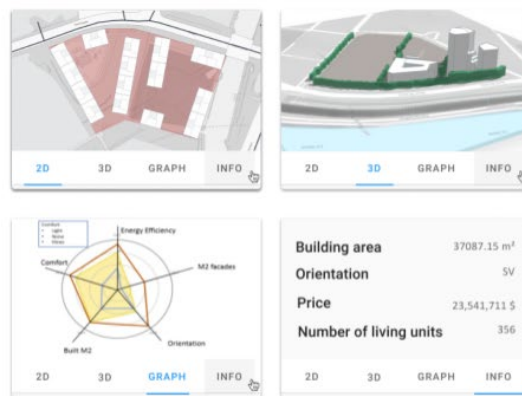 2D 3D GRAPH INFO
2D 3D GRAPH INFO
Comfort
Light
Noise
Energy Efficiency
Comfort
M2 facades
Built M2
Orientation
2D 3D GRAPH INFO
Building area 37087.15 m²
Orientation SV
Price 23,541,711 $
Number of living units 356
2D 3D GRAPH INFO